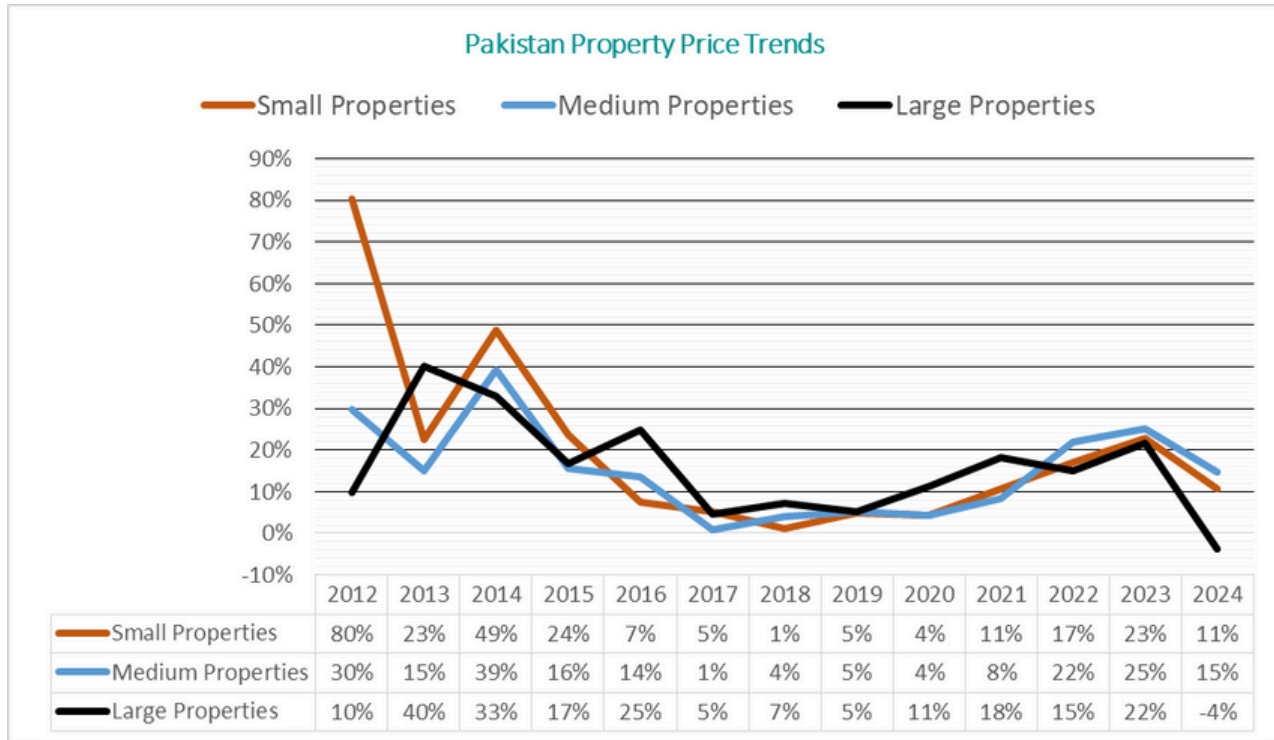 Pakistan Property Price Trends
Small Properties Medium Properties Large Properties
90%
80%
70%
60%
50%
40%
30%
20%
10%
0%
-10%
2012 2013 2014 2015 2016 2017 2018 2019 2020 2021 2022 2023 2024
Small Properties 80% 23% 49% 24% 7% 5% 1% 5% 4% 11% 17% 23% 11%
Medium Properties 30% 15% 39% 16% 14% 1% 4% 5% 4% 8% 22% 25% 15%
Large Properties 10% 40% 33% 17% 25% 5% 7% 5% 11% 18% 15% 22% -4%